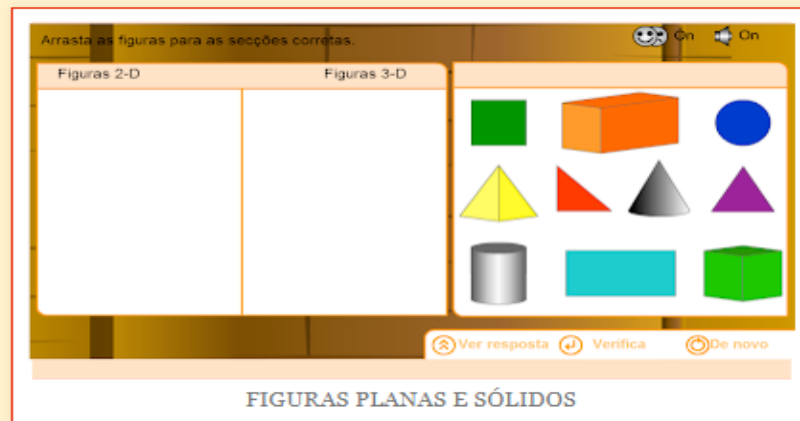 Arrasta as figuras para as secções corretas.
On
On
Figuras 2-D
Figuras 3-D
Ver resposta
Verifica
De novo
FIGURAS PLANAS E SÓLIDOS